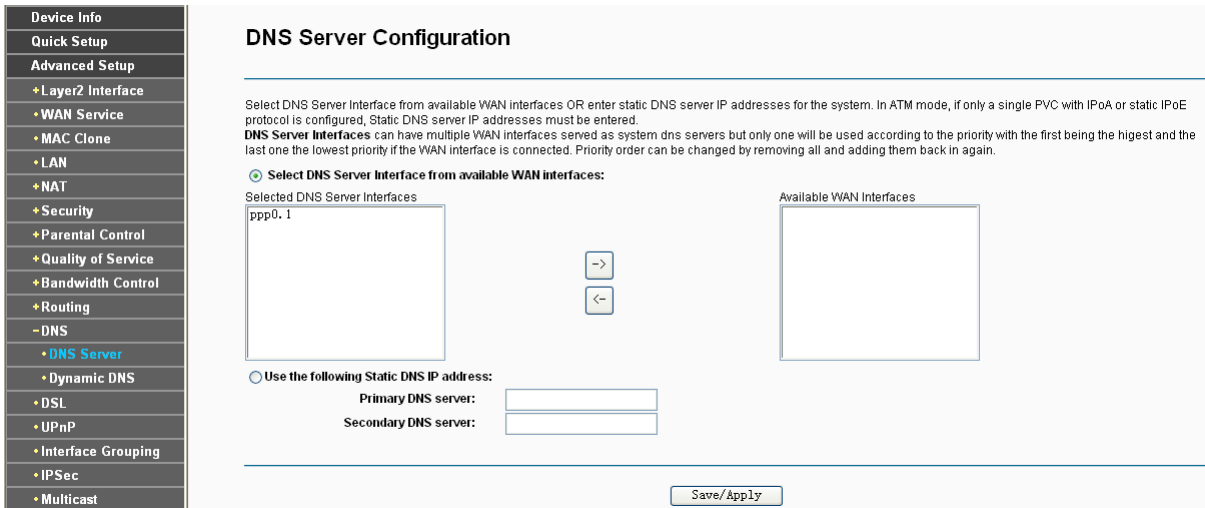 Device Info
Quick Setup
Advanced Setup
+Layer2 Interface
•WAN Service
•MAC Clone
•LAN
+NAT
+Security
+Parental Control
+Quality of Service
+Bandwidth Control
+Routing
-DNS
•DNS Server
•Dynamic DNS
•DSL
•UPnP
•Interface Grouping
•IPSec
•Multicast
DNS Server Configuration
Select DNS Server Interface from available WAN interfaces OR enter static DNS server IP addresses for the system. In ATM mode, if only a single PVC with IPoA or static IPoE
protocol is configured, Static DNS server IP addresses must be entered.
DNS Server Interfaces can have multiple WAN interfaces served as system dns servers but only one will be used according to the priority with the first being the higest and the
last one the lowest priority if the WAN interface is connected. Priority order can be changed by removing all and adding them back in again.
Select DNS Server Interface from available WAN interfaces:
Selected DNS Server Interfaces
Available WAN Interfaces
ppp0.1
->
<-
Use the following Static DNS IP address:
Primary DNS server:
Secondary DNS server:
Save/Apply